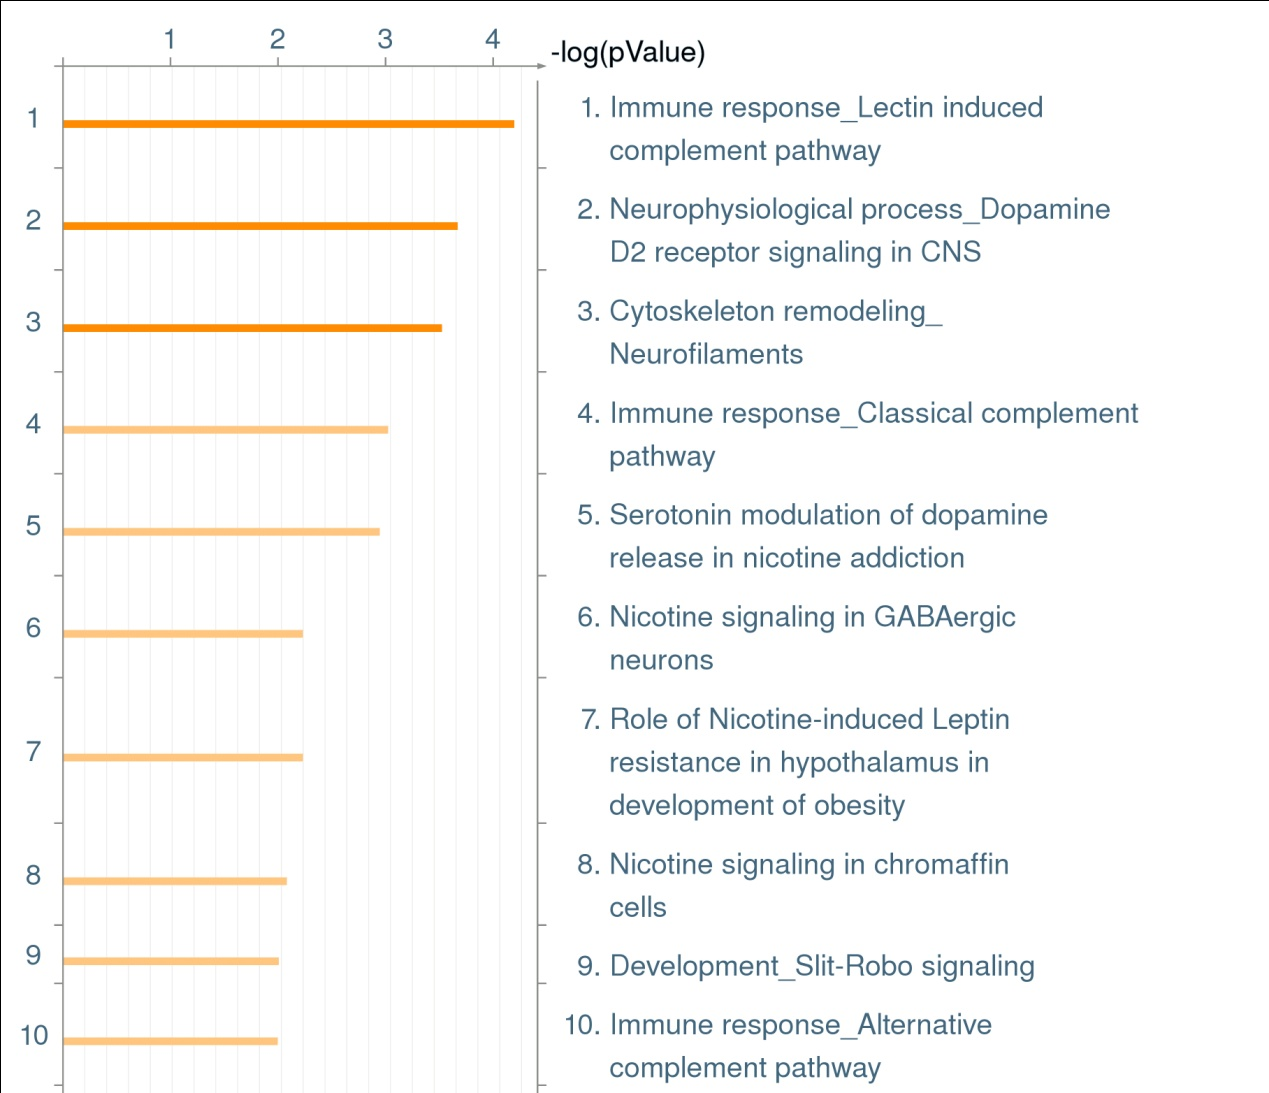 1 2 3 4
-log(pValue)
1
1. Immune response_Lectin induced
complement pathway
2
2. Neurophysiological process_Dopamine
D2 receptor signaling in CNS
3
3. Cytoskeleton remodeling_
Neurofilaments
4
4. Immune response_Classical complement
pathway
5
5. Serotonin modulation of dopamine
release in nicotine addiction
6
6. Nicotine signaling in GABAergic
neurons
7
7. Role of Nicotine-induced Leptin
resistance in hypothalamus in
development of obesity
8
8. Nicotine signaling in chromaffin
cells
9
9. Development_Slit-Robo signaling
10
10. Immune response_Alternative
complement pathway